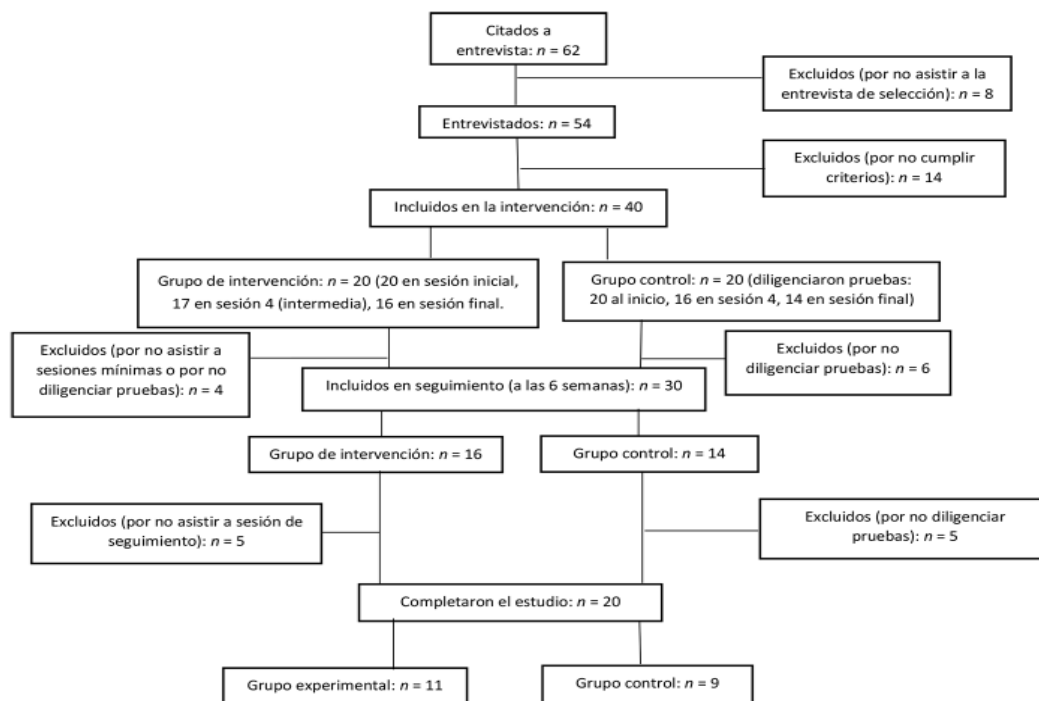 Citados a
entrevista: n = 62
Excluidos (por no asistir a la
entrevista de selección): n = 8
Entrevistados: n = 54
Excluidos (por no cumplir
criterios): n = 14
Incluidos en la intervención: n = 40
Grupo de intervención: n = 20 (20 en sesión inicial,
17 en sesión 4 (intermedia), 16 en sesión final.
Grupo control: n = 20 (diligenciaron pruebas:
20 al inicio, 16 en sesión 4, 14 en sesión final)
Excluidos (por no asistir a
sesiones mínimas o por no
diligenciar pruebas): n = 4
Excluidos (por no
diligenciar pruebas): n = 6
Incluidos en seguimiento (a las 6 semanas): n = 30
Grupo de intervención: n = 16
Grupo control: n = 14
Excluidos (por no asistir a sesión de
seguimiento): n = 5
Excluidos (por no diligenciar
pruebas): n = 5
Completaron el estudio: n = 20
Grupo experimental: n = 11
Grupo control: n = 9